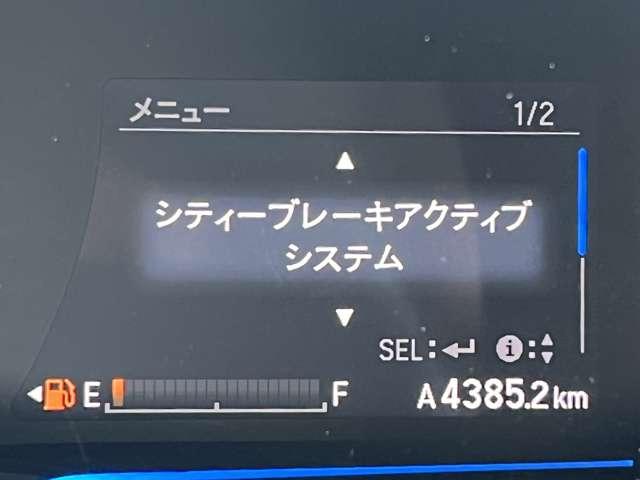 メニュー 1/2
シティーブレーキアクティブ
システム
SEL: i:
E F A 4385.2 km